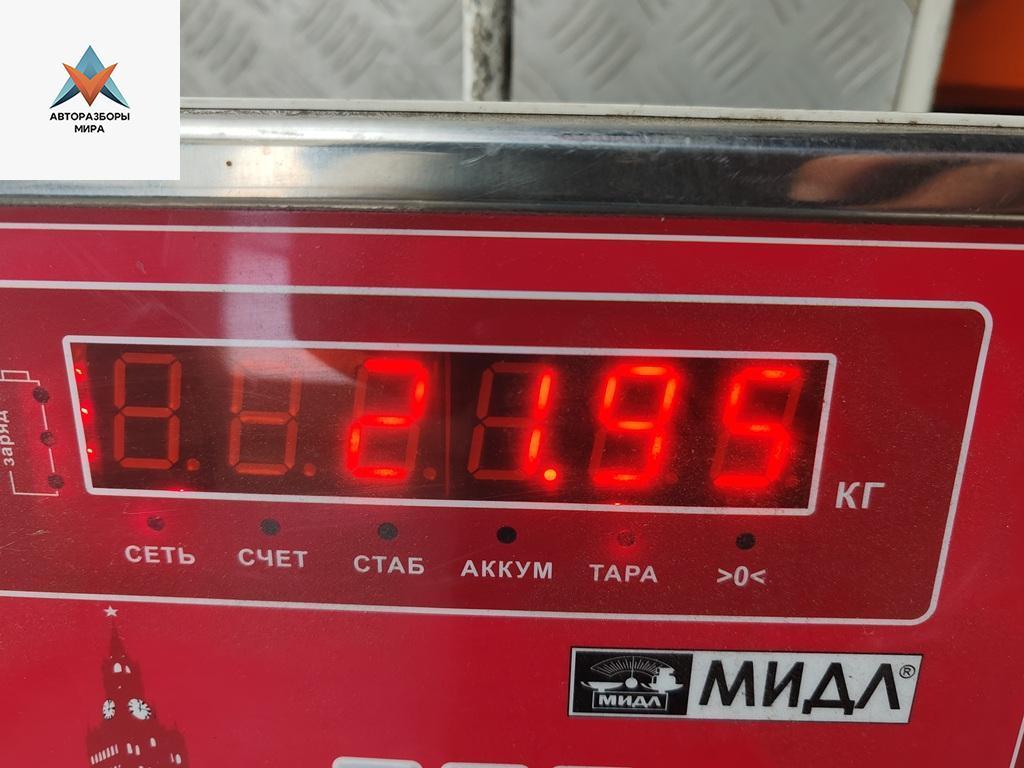 АВТОРАЗБОРЫ
МИРА
21.95
КГ
заряд
СЕТЬ СЧЕТ СТАБ АККУМ ТАРА >0<
МИДЛ МИДЛ®